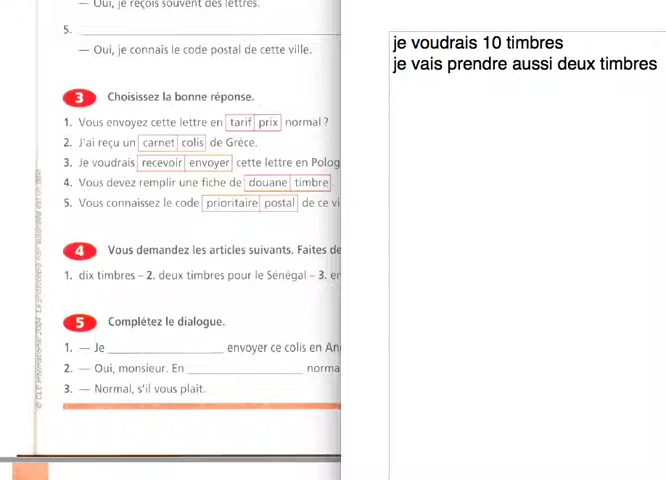 — Oui, je reçois souvent des lettres.
5.
— Oui, je connais le code postal de cette ville.
3 Choisissez la bonne réponse.
1. Vous envoyez cette lettre en tarif prix normal ?
2. J'ai reçu un carnet colis de Grèce.
3. Je voudrais recevoir envoyer cette lettre en Polog
4. Vous devez remplir une fiche de douane timbre.
5. Vous connaissez le code prioritaire postal de ce vi
4 Vous demandez les articles suivants. Faites de
1. dix timbres – 2. deux timbres pour le Sénégal – 3. en
5 Complétez le dialogue.
1. — Je envoyer ce colis en An
2. — Oui, monsieur. En norma
3. — Normal, s'il vous plaît.
© CLE International/2004. La photocopie non autorisée est un délit
je voudrais 10 timbres
je vais prendre aussi deux timbres